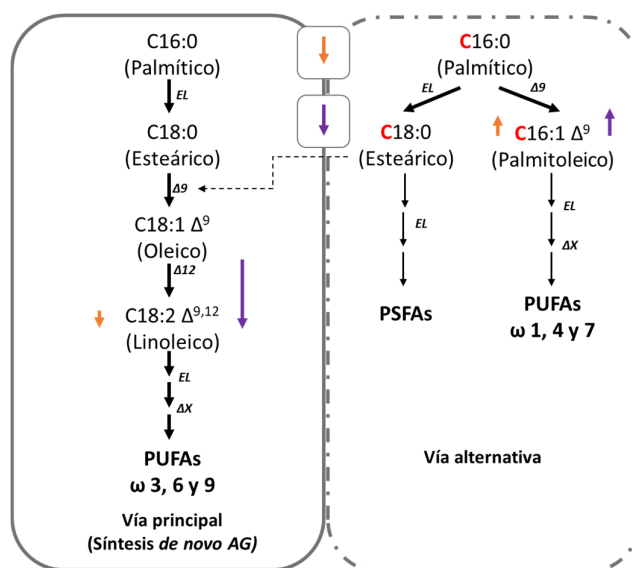 C16:0
(Palmítico)
EL
C18:0
(Esteárico)
Δ9
C18:1 Δ⁹
(Oleico)
Δ12
C18:2 Δ⁹,¹²
(Linoleico)
EL
ΔX
PUFAs
ω 3, 6 y 9
Vía principal
(Síntesis de novo AG)
C16:0
(Palmítico)
EL
Δ9
C18:0
(Esteárico)
C16:1 Δ⁹
(Palmitoleico)
EL
EL
ΔX
PSFAs
PUFAs
ω 1, 4 y 7
Vía alternativa